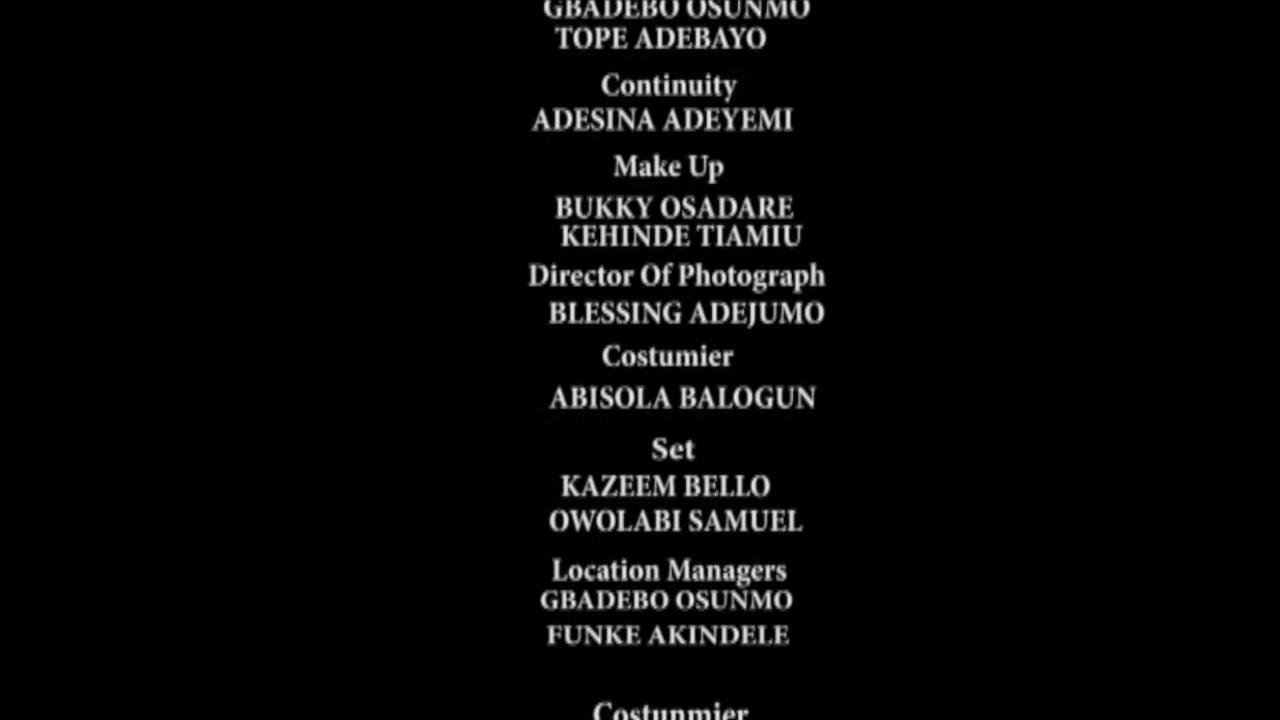 GBADEBO OSUNMO
TOPE ADEBAYO
Continuity
ADESINA ADEYEMI
Make Up
BUKKY OSADARE
KEHINDE TIAMIU
Director Of Photograph
BLESSING ADEJUMO
Costumier
ABISOLA BALOGUN
Set
KAZEEM BELLO
OWOLABI SAMUEL
Location Managers
GBADEBO OSUNMO
FUNKE AKINDELE
Costunmier